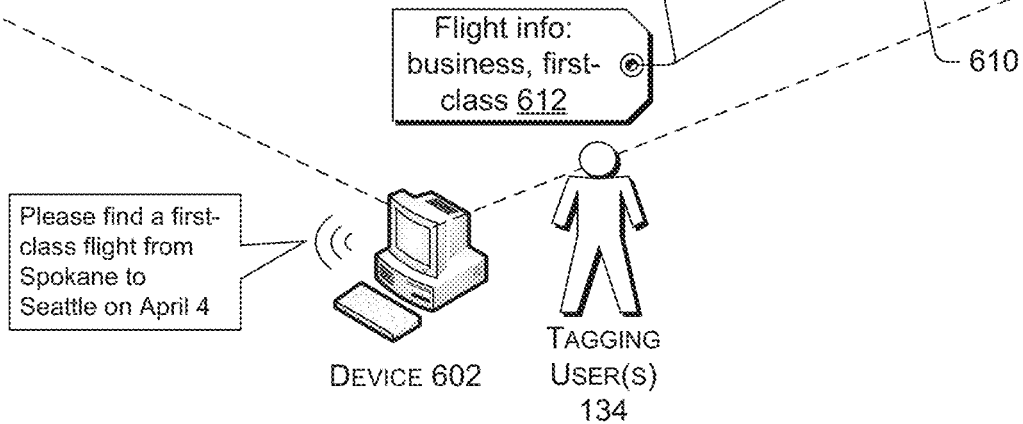 Flight info:
business, first-
class 612
610
Please find a first-
class flight from
Spokane to
Seattle on April 4
DEVICE 602
TAGGING
USER(S)
134